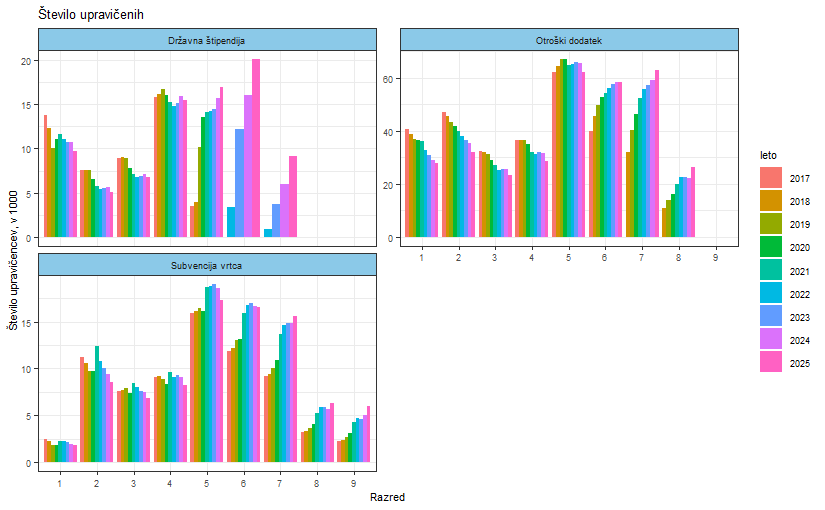 Število upravičenih
Državna štipendija
Otroški dodatek
20
15
10
5
0
60
40
20
0
1 2 3 4 5 6 7 8 9
Subvencija vrtca
15
10
5
0
1 2 3 4 5 6 7 8 9
Število upravičencev, v 1000
Razred
leto
2017
2018
2019
2020
2021
2022
2023
2024
2025